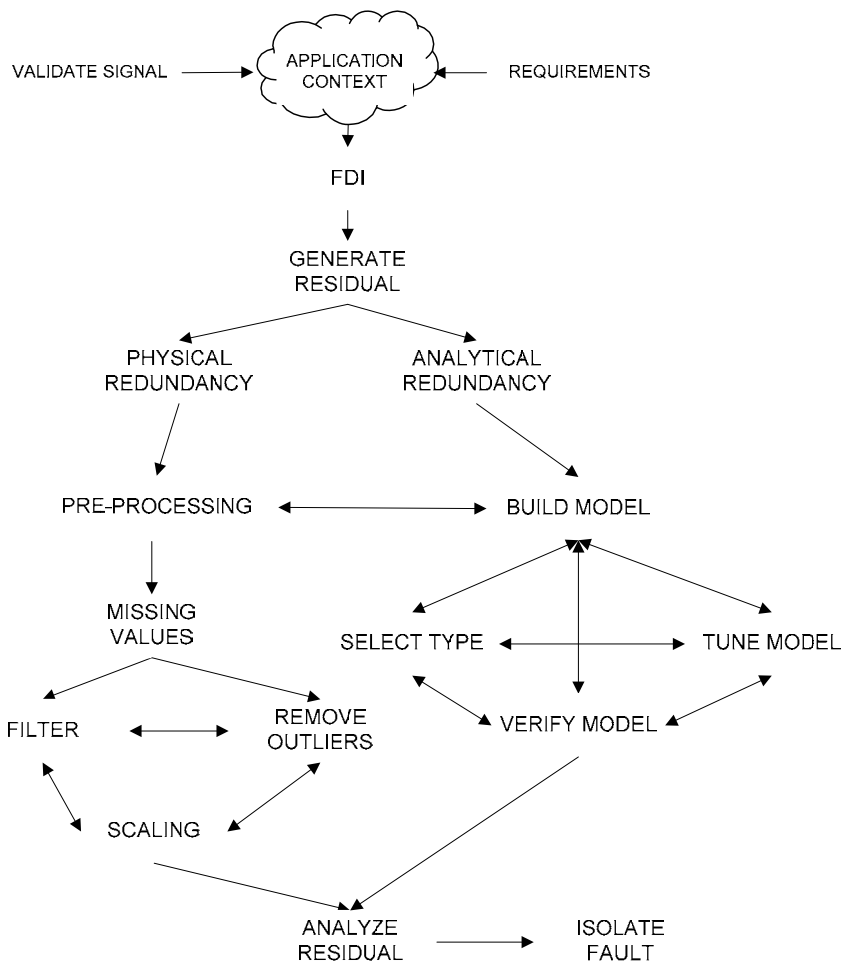 VALIDATE SIGNAL
APPLICATION
CONTEXT
REQUIREMENTS
FDI
GENERATE
RESIDUAL
PHYSICAL
REDUNDANCY
ANALYTICAL
REDUNDANCY
PRE-PROCESSING
BUILD MODEL
MISSING
VALUES
SELECT TYPE
TUNE MODEL
FILTER
REMOVE
OUTLIERS
VERIFY MODEL
SCALING
ANALYZE
RESIDUAL
ISOLATE
FAULT